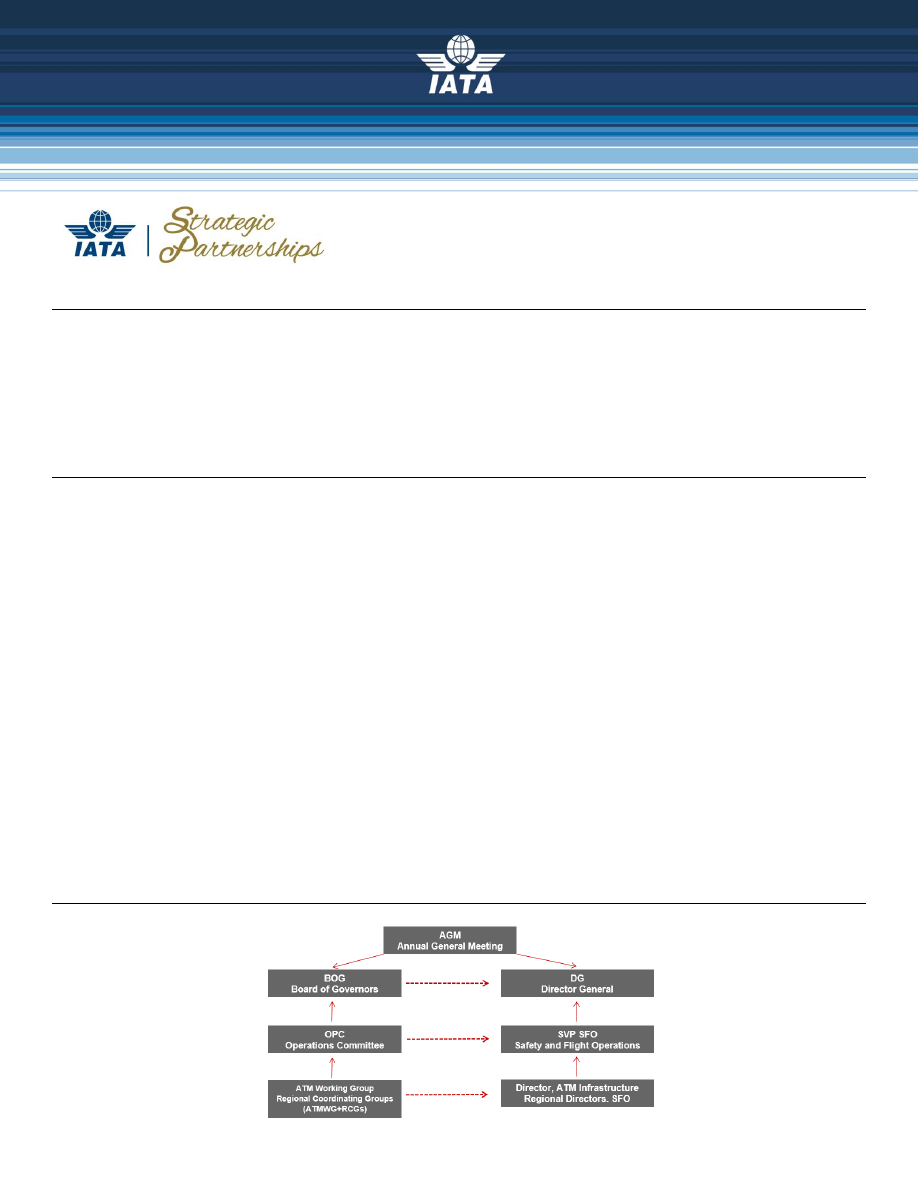 IATA
IATA
Strategic
Partnerships
AGM
Annual General Meeting
BOG
Board of Governors
DG
Director General
OPC
Operations Committee
SVP SFO
Safety and Flight Operations
ATM Working Group
Regional Coordinating Groups
(ATMWG+RCGs)
Director, ATM Infrastructure
Regional Directors. SFO